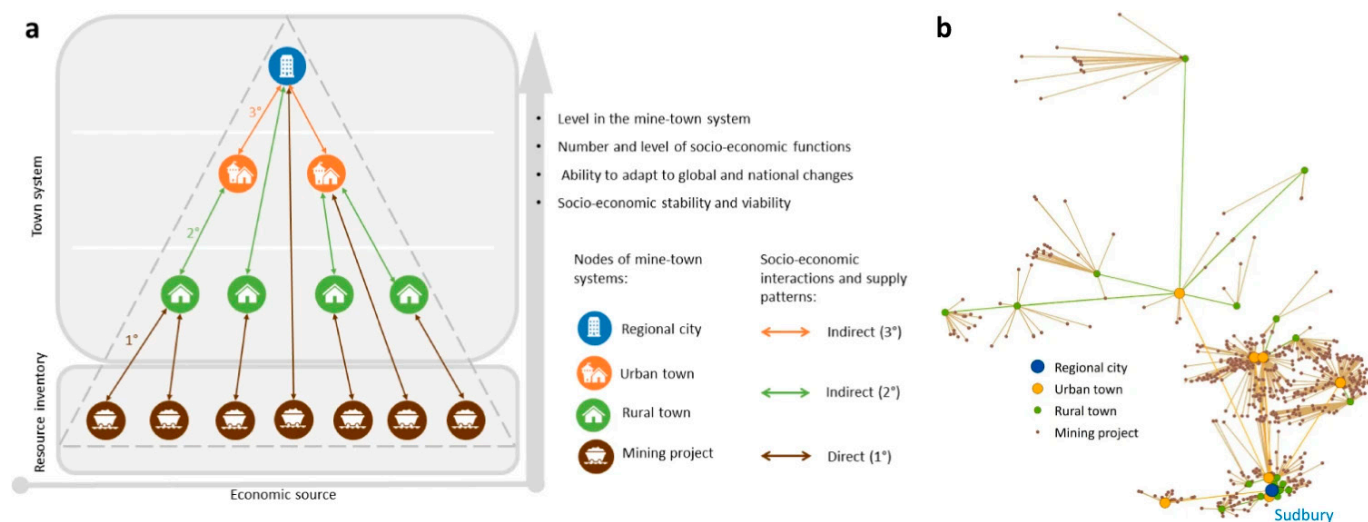 a
3°
2°
1°
Town system
Resource inventory
Economic source
• Level in the mine-town system
• Number and level of socio-economic functions
• Ability to adapt to global and national changes
• Socio-economic stability and viability
Nodes of mine-town
systems:
Regional city
Urban town
Rural town
Mining project
Socio-economic
interactions and supply
patterns:
Indirect (3°)
Indirect (2°)
Direct (1°)
b
Regional city
Urban town
Rural town
Mining project
Sudbury